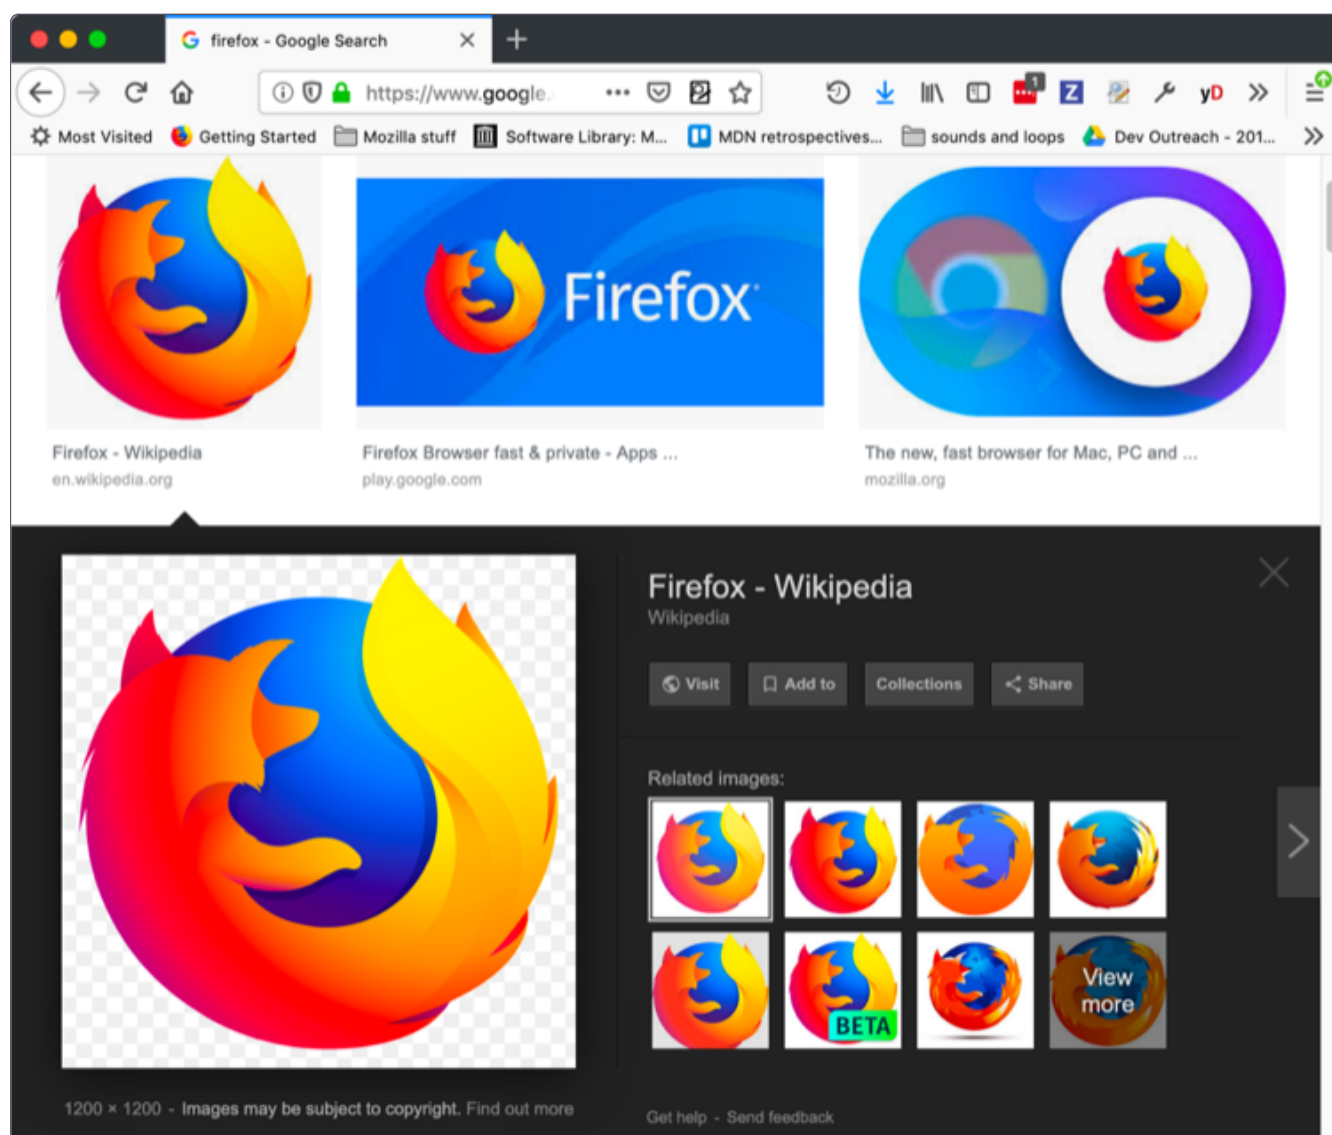 firefox - Google Search
https://www.google.
1
Z
yD
Most Visited
Getting Started
Mozilla stuff
Software Library: M...
MDN retrospectives...
sounds and loops
Dev Outreach - 201...
Firefox
Firefox - Wikipedia
en.wikipedia.org
Firefox Browser fast & private - Apps ...
play.google.com
The new, fast browser for Mac, PC and ...
mozilla.org
Firefox - Wikipedia
Wikipedia
Visit
Add to
Collections
Share
Related images:
BETA
View
more
1200 × 1200 - Images may be subject to copyright. Find out more
Get help - Send feedback